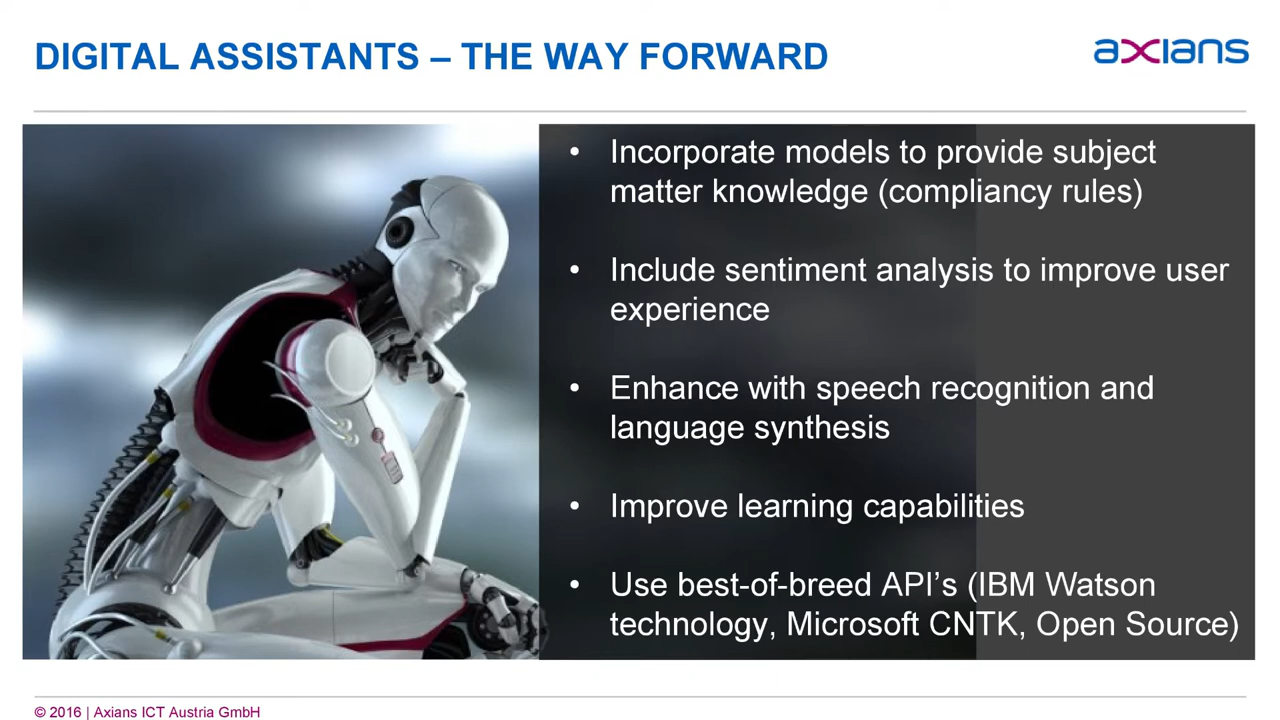 DIGITAL ASSISTANTS – THE WAY FORWARD
axians
• Incorporate models to provide subject
matter knowledge (compliancy rules)
• Include sentiment analysis to improve user
experience
• Enhance with speech recognition and
language synthesis
• Improve learning capabilities
• Use best-of-breed API’s (IBM Watson
technology, Microsoft CNTK, Open Source)
© 2016 | Axians ICT Austria GmbH